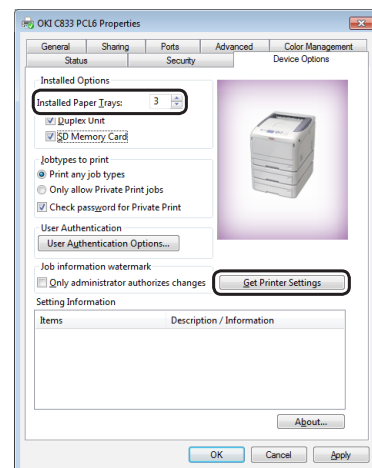 OKI C833 PCL6 Properties
General Sharing Ports Advanced Color Management
Status Security Device Options
Installed Options
Installed Paper Trays: 3
Duplex Unit
SD Memory Card
Jobtypes to print
Print any job types
Only allow Private Print jobs
Check password for Private Print
User Authentication
User Authentication Options...
Job information watermark
Only administrator authorizes changes Get Printer Settings
Setting Information
Items Description / Information
About...
OK Cancel Apply